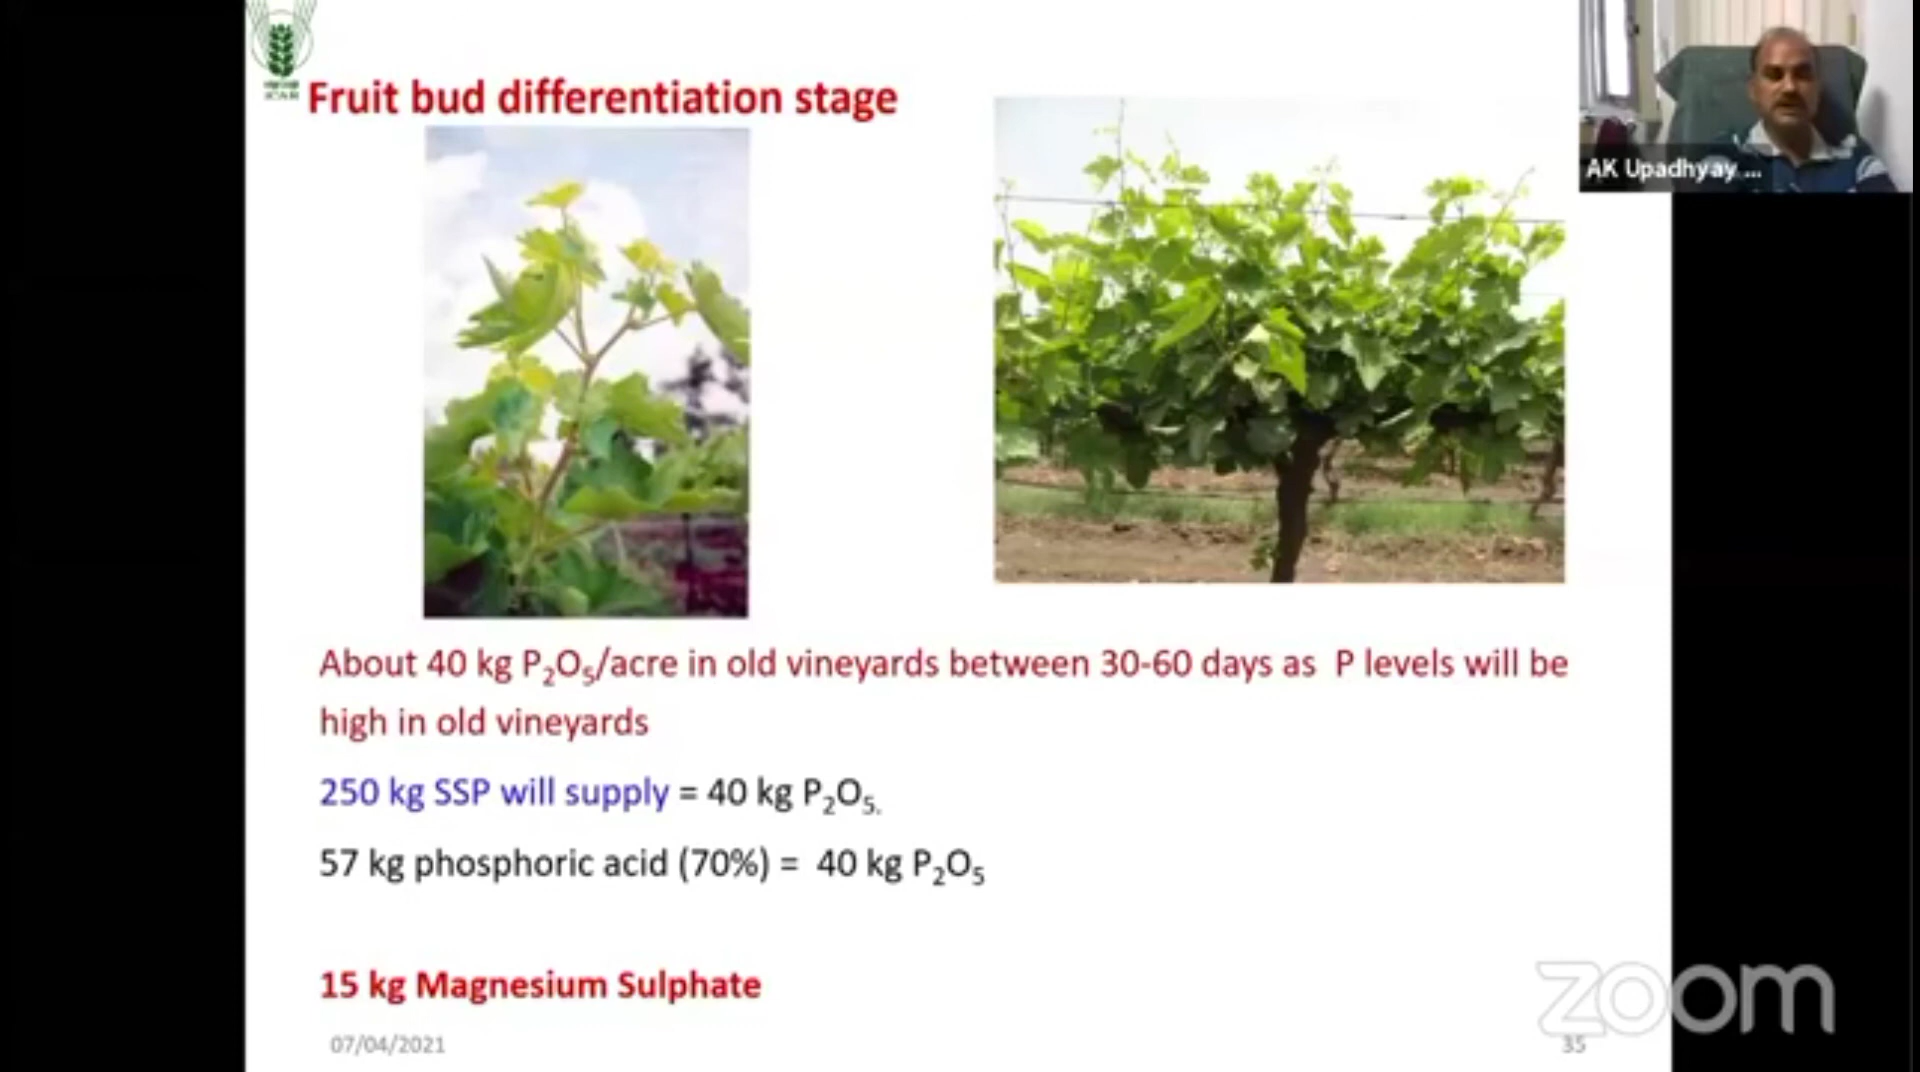 Fruit bud differentiation stage
AK Upadhyay ...
About 40 kg P₂O₅/acre in old vineyards between 30-60 days as P levels will be
high in old vineyards
250 kg SSP will supply = 40 kg P₂O₅.
57 kg phosphoric acid (70%) = 40 kg P₂O₅
15 kg Magnesium Sulphate
07/04/2021
35
zoom